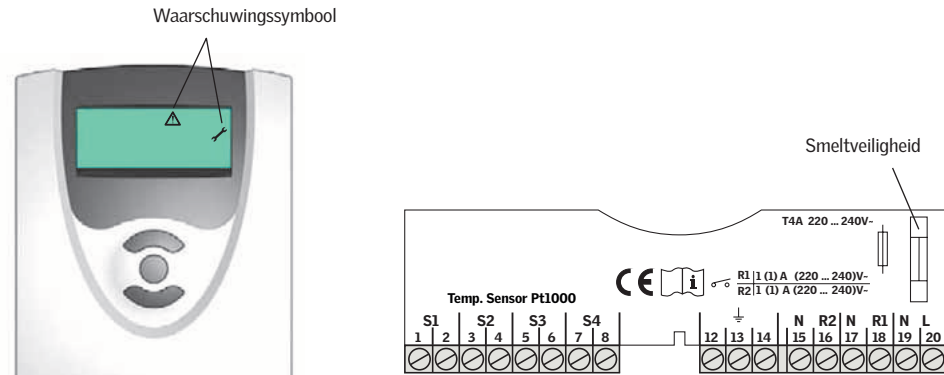 Waarschuwingssymbool
Smeltveiligheid
T4A 220 ... 240V~
CE i R1 1 (1) A (220 ... 240)V~
R2 1 (1) A (220 ... 240)V~
Temp. Sensor Pt1000
S1 S2 S3 S4
1 2 3 4 5 6 7 8
N R2 N R1 N L
12 13 14 15 16 17 18 19 20